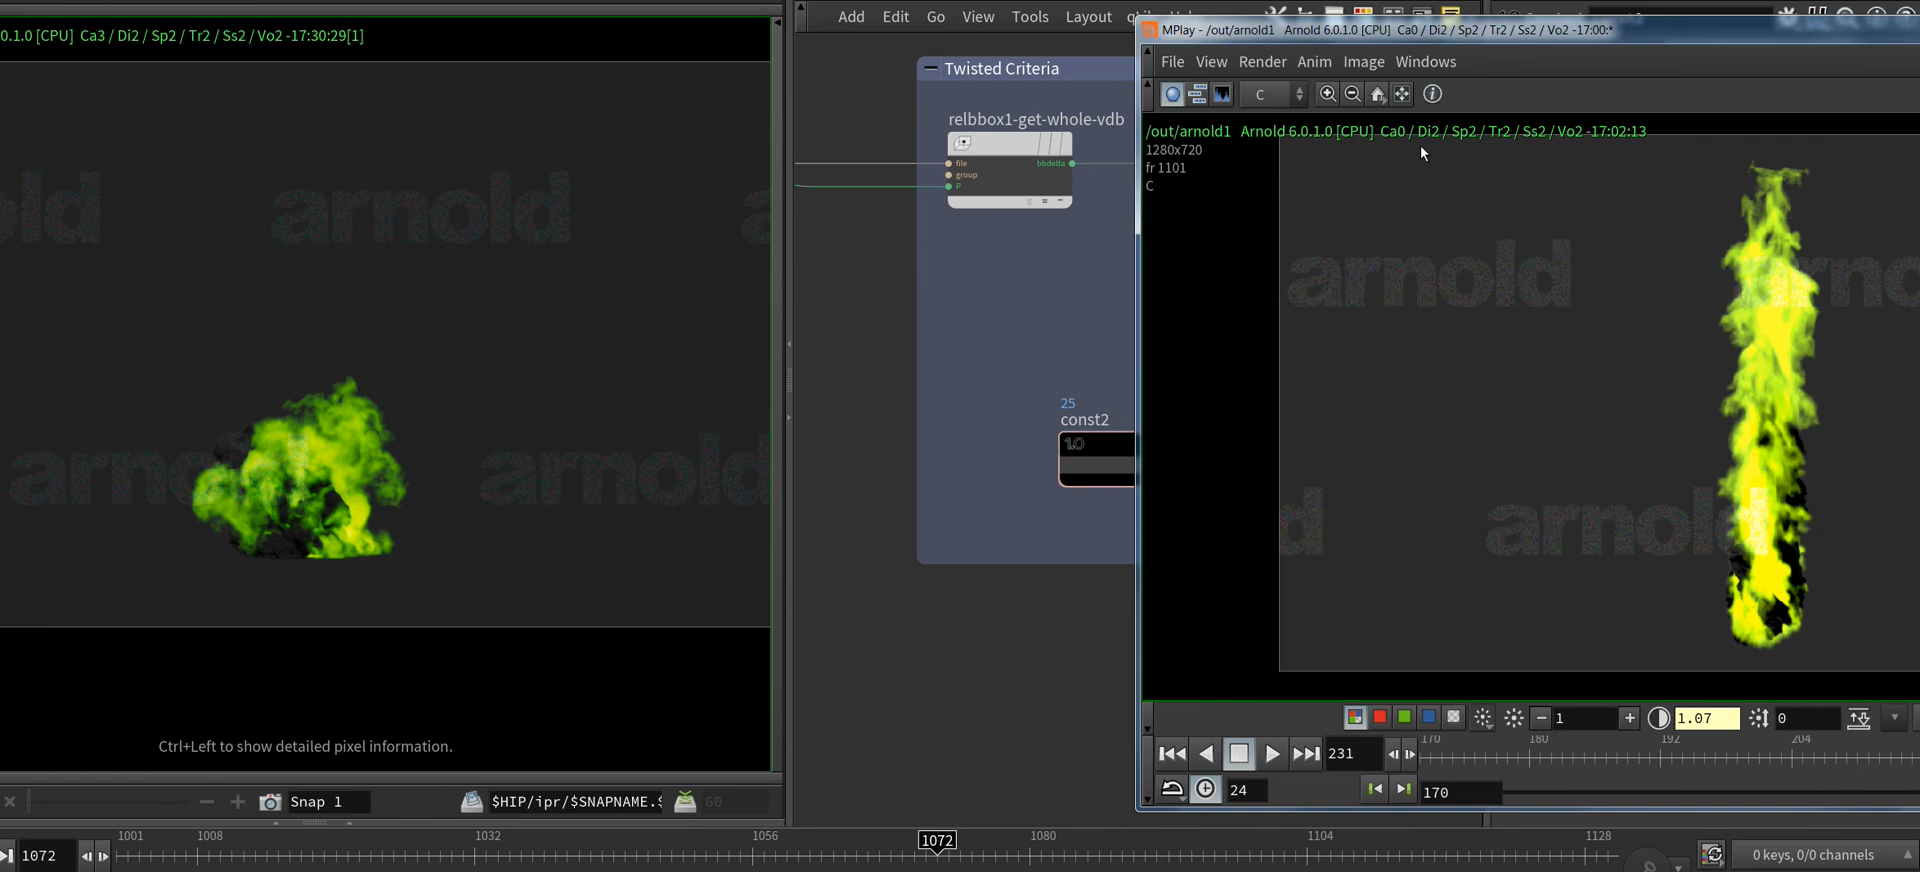 0.1.0 [CPU] Ca3 / Di2 / Sp2 / Tr2 / Ss2 / Vo2 -17:30:29[1]
old
arnold
a
arnold
arnold
Ctrl+Left to show detailed pixel information.
Snap 1
$HIP/ipr/$SNAPNAME.$
60
Add Edit Go View Tools Layout
Twisted Criteria
relbbox1-get-whole-vdb
file
bbdelta
group
P
25
const2
1.0
MPlay - /out/arnold1 Arnold 6.0.1.0 [CPU] Ca0 / Di2 / Sp2 / Tr2 / Ss2 / Vo2 -17:00:*
File View Render Anim Image Windows
C
/out/arnold1 Arnold 6.0.1.0 [CPU] Ca0 / Di2 / Sp2 / Tr2 / Ss2 / Vo2 -17:02:13
1280x720
fr 1101
C
arnold
arno
d
arnold
1
1.07
0
231
170 180 192 204
24
170
1001 1008 1032 1056 1072 1080 1104 1128
1072
0 keys, 0/0 channels